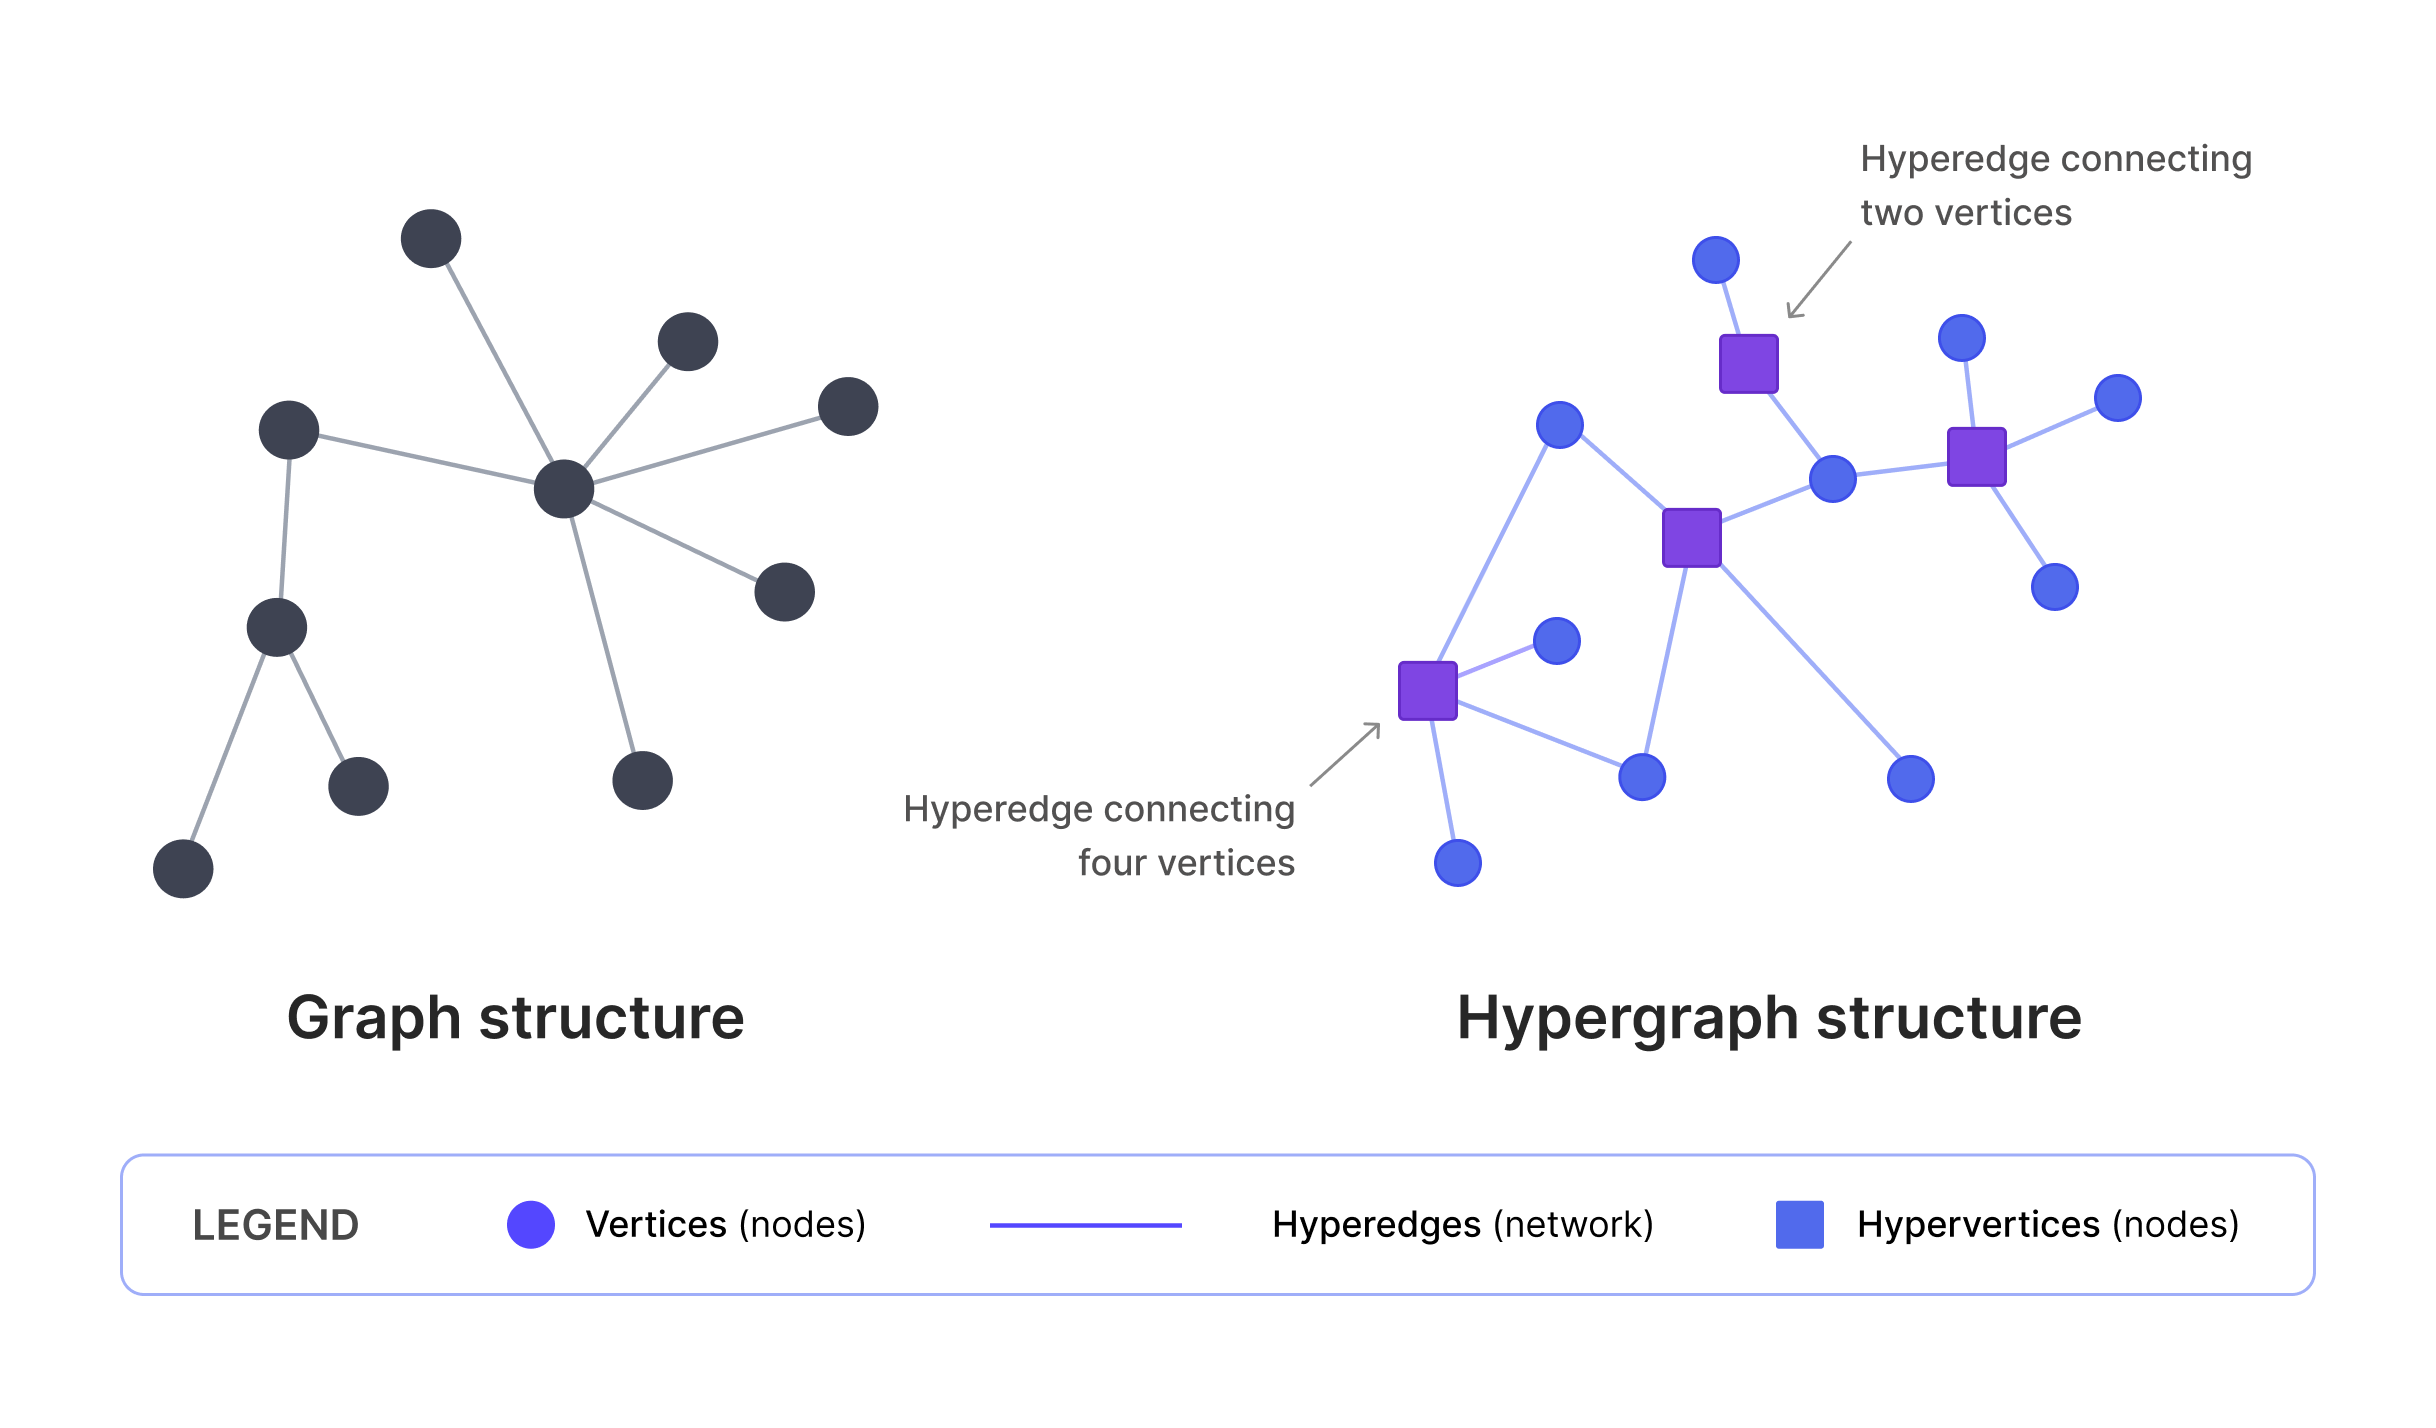 Hyperedge connecting
two vertices
Hyperedge connecting
four vertices
Graph structure
Hypergraph structure
LEGEND
Vertices (nodes)
Hyperedges (network)
Hypervertices (nodes)